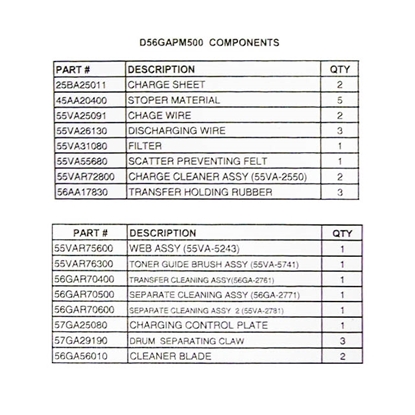 D56GAPM500 COMPONENTS
PART # DESCRIPTION QTY
25BA25011 CHARGE SHEET 2
45AA20400 STOPER MATERIAL 5
55VA25091 CHAGE WIRE 2
55VA26130 DISCHARGING WIRE 3
55VA31080 FILTER 1
55VA55680 SCATTER PREVENTING FELT 1
55VAR72800 CHARGE CLEANER ASSY (55VA-2550) 2
56AA17830 TRANSFER HOLDING RUBBER 3
PART # DESCRIPTION QTY
55VAR75600 WEB ASSY (55VA-5243) 1
55VAR76300 TONER GUIDE BRUSH ASSY (55VA-5741) 1
56GAR70400 TRANSFER CLEANING ASSY(56GA-2761) 1
56GAR70500 SEPARATE CLEANING ASSY (56GA-2771) 1
56GAR70600 SEPARATE CLEANING ASSY 2 (55VA-2781) 1
57GA25080 CHARGING CONTROL PLATE 1
57GA29190 DRUM SEPARATING CLAW 3
56GA56010 CLEANER BLADE 2